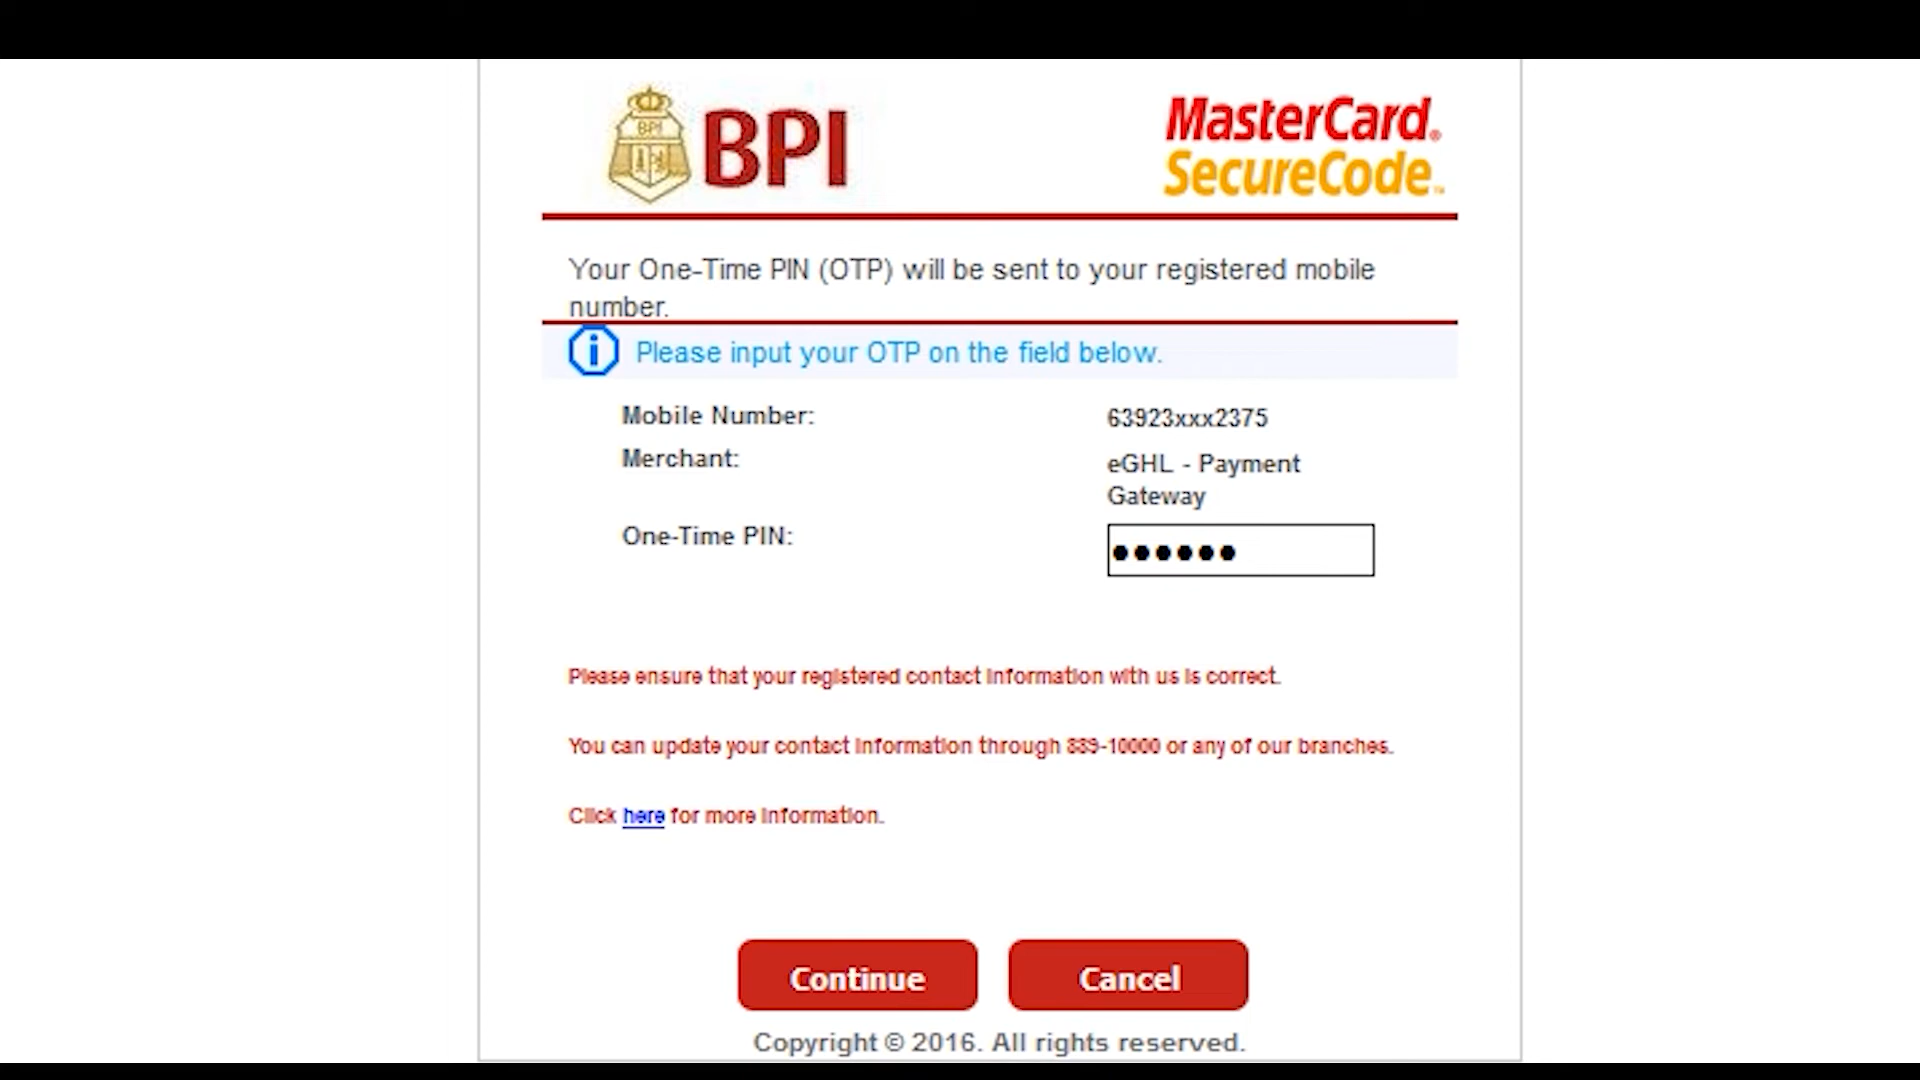 BPI
BPI
MasterCard®
SecureCode™
Your One-Time PIN (OTP) will be sent to your registered mobile
number.
Please input your OTP on the field below.
Mobile Number: 63923xxx2375
Merchant: eGHL - Payment
Gateway
One-Time PIN: ●●●●●●
Please ensure that your registered contact information with us is correct.
You can update your contact information through 889-10000 or any of our branches.
Click here for more information.
Continue Cancel
Copyright © 2016. All rights reserved.